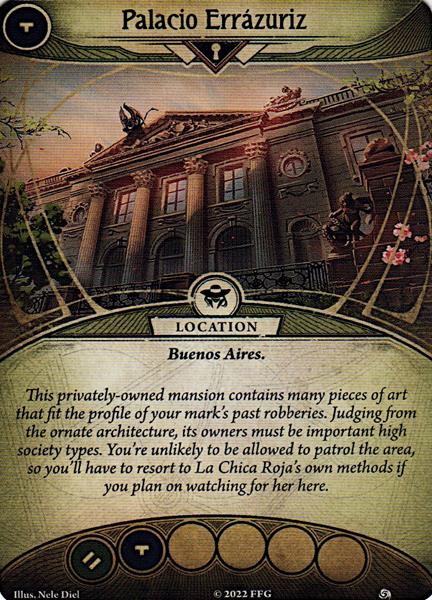 Palacio Errázuriz
LOCATION
Buenos Aires.
This privately-owned mansion contains many pieces of art
that fit the profile of your mark's past robberies. Judging from
the ornate architecture, its owners must be important high
society types. You're unlikely to be allowed to patrol the area,
so you'll have to resort to La Chica Roja's own methods if
you plan on watching for her here.
Illus. Nele Diel
© 2022 FFG